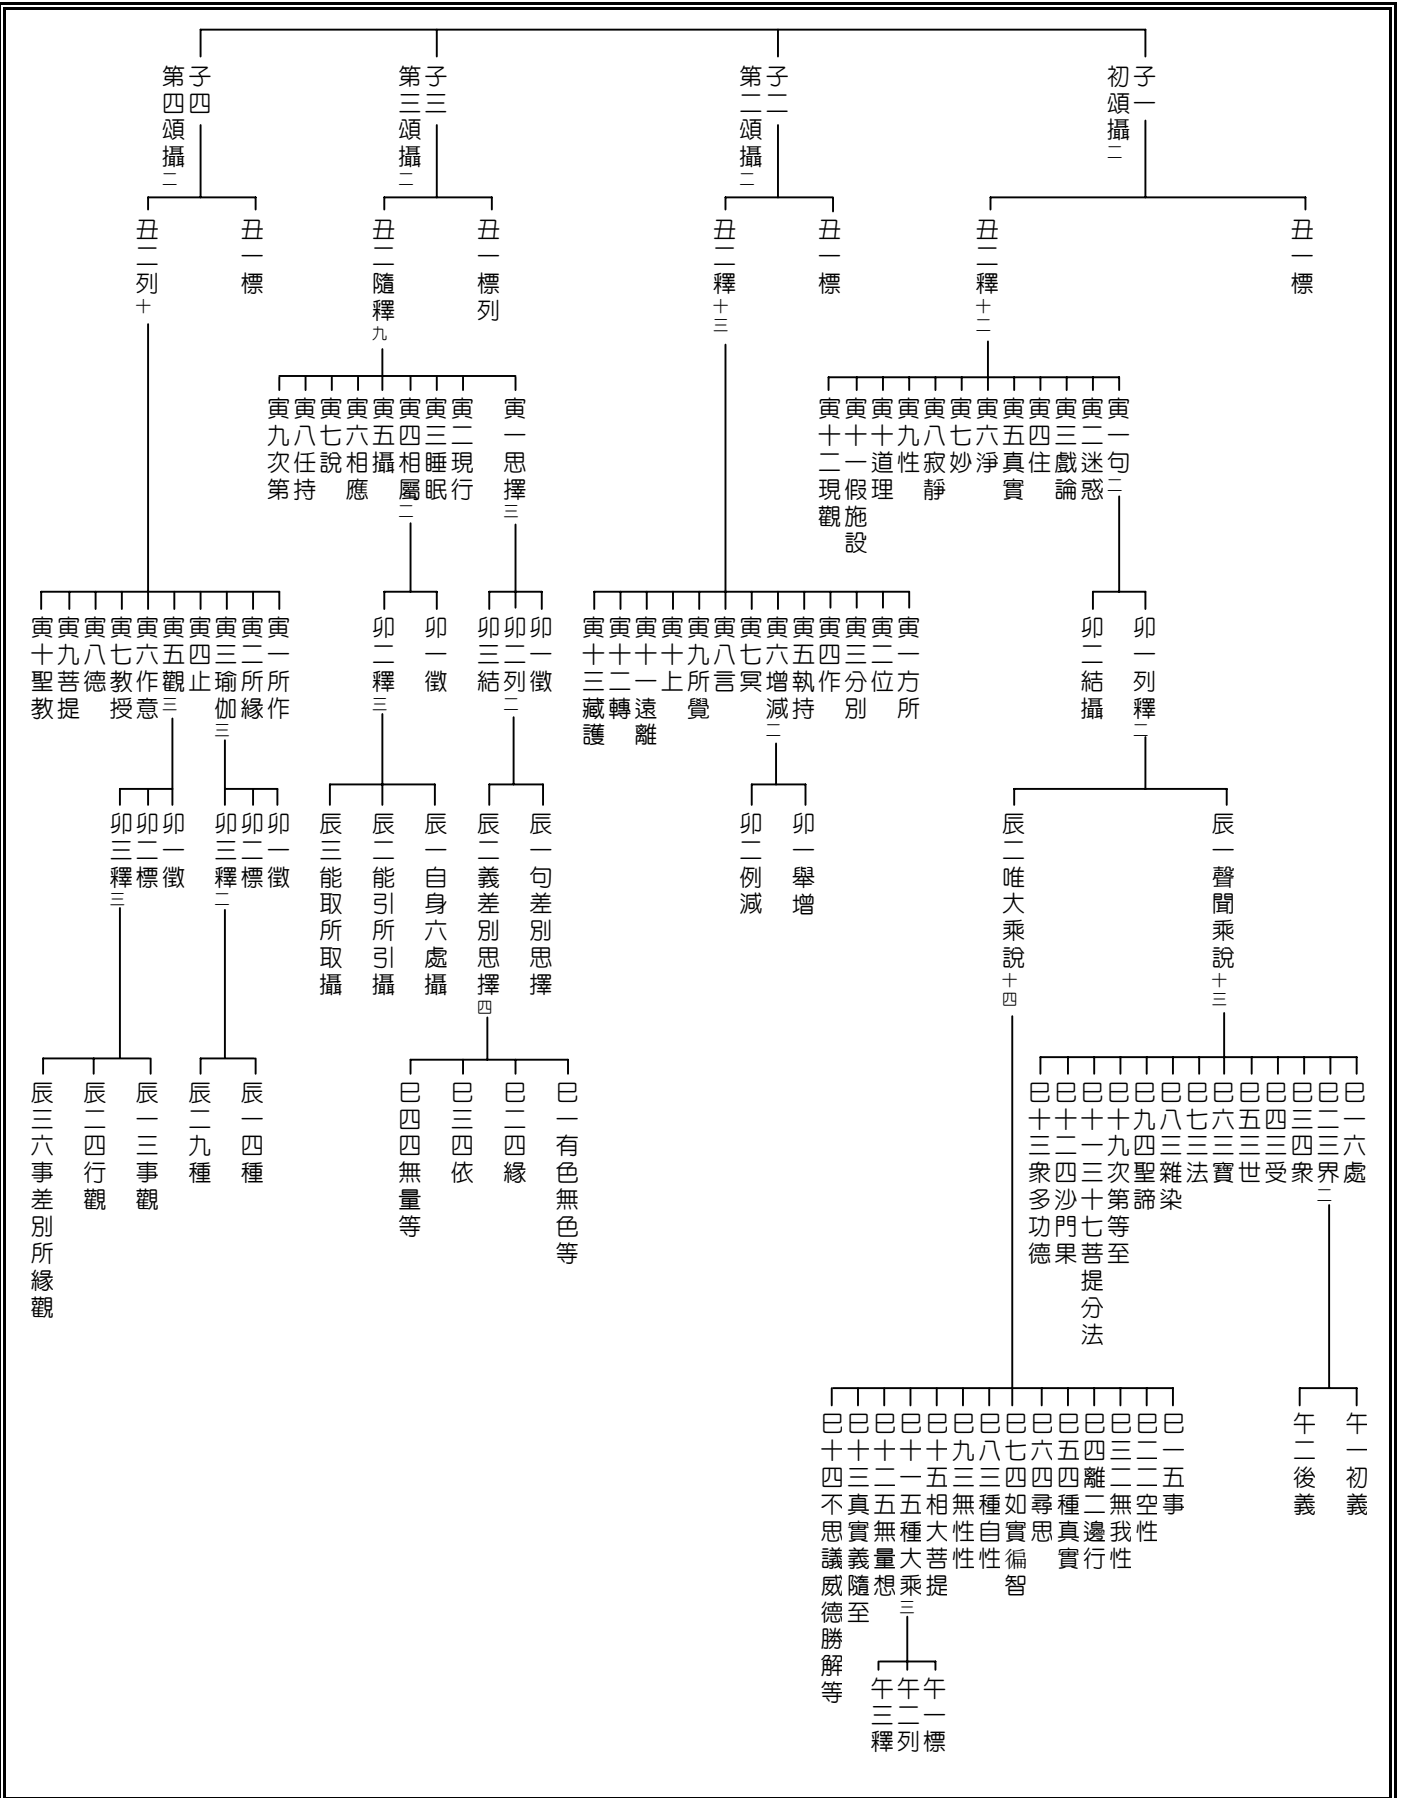 子一
初頌攝二
子二
第二頌攝二
子三
第三頌攝二
子四
第四頌攝二
丑一標
丑二釋十二
丑一標
丑二釋十三
丑一標列
丑二隨釋九
丑一標
丑二列十
寅一句二
寅二迷惑
寅三戲論
寅四住
寅五真實
寅六淨
寅七妙
寅八寂靜
寅九性
寅十道理
寅十一假施設
寅十二現觀
寅一思擇三
寅二現行
寅三睡眠
寅四相屬二
寅五攝
寅六相應
寅七說
寅八任持
寅九次第
卯一列釋二
卯二結攝
寅一方所
寅二位
寅三分別
寅四作
寅五執持
寅六增減二
寅七冥
寅八言
寅九所覺
寅十上
寅十一遠離
寅十二轉
寅十三藏護
卯一徵
卯二列二
卯三結
卯一徵
卯二釋三
寅一所作
寅二所緣
寅三瑜伽三
寅四止
寅五觀三
寅六作意
寅七教授
寅八德
寅九菩提
寅十聖教
辰一聲聞乘說十三
辰二唯大乘說十四
卯一舉增
卯二例減
辰一句差別思擇
辰二義差別思擇四
辰一自身六處攝
辰二能引所引攝
辰三能取所取攝
卯一徵
卯二標
卯三釋二
卯一徵
卯二標
卯三釋三
巳一六處
巳二三界二
巳三四衆
巳四三受
巳五三世
巳六三寶
巳七三法
巳八三雜染
巳九四聖諦
巳十九次第等至
巳十一三十七菩提分法
巳十二四沙門果
巳十三衆多功德
巳一有色無色等
巳二四緣
巳三四依
巳四四無量等
辰一四種
辰二九種
辰一三事觀
辰二四行觀
辰三六事差別所緣觀
午一初義
午二後義
巳一五事
巳二二空性
巳三二無我性
巳四離二邊行
巳五四種真實
巳六四尋思
巳七四如實徧智
巳八三種自性
巳九三無性性
巳十五相大菩提
巳十一五種大乘三
巳十二五無量想
巳十三真實義隨至
巳十四不思議威德勝解等
午一標
午二列
午三釋